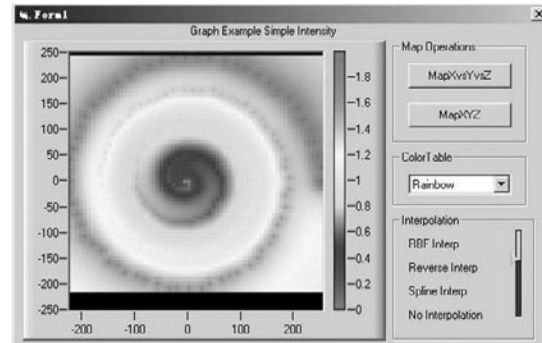 Form1
Graph Example Simple Intensity
250
200
150
100
50
0
-50
-100
-150
-200
-250
-200
-100
0
100
200
1.8
1.6
1.4
1.2
1
0.8
0.6
0.4
0.2
0
Map Operations
MapXvsYvsZ
MapXYZ
ColorTable
Rainbow
Interpolation
RBF Interp
Reverse Interp
Spline Interp
No Interpolation